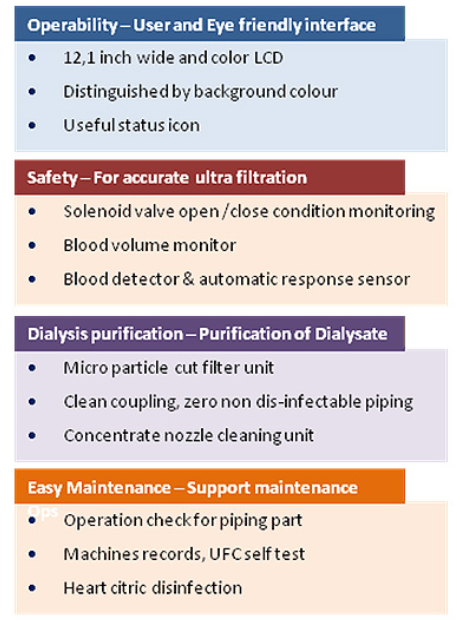 Operability – User and Eye friendly interface
• 12,1 inch wide and color LCD
• Distinguished by background colour
• Useful status icon
Safety – For accurate ultra filtration
• Solenoid valve open /close condition monitoring
• Blood volume monitor
• Blood detector & automatic response sensor
Dialysis purification – Purification of Dialysate
• Micro particle cut filter unit
• Clean coupling, zero non dis-infectable piping
• Concentrate nozzle cleaning unit
Easy Maintenance – Support maintenance
Ops
• Operation check for piping part
• Machines records, UFC self test
• Heart citric disinfection